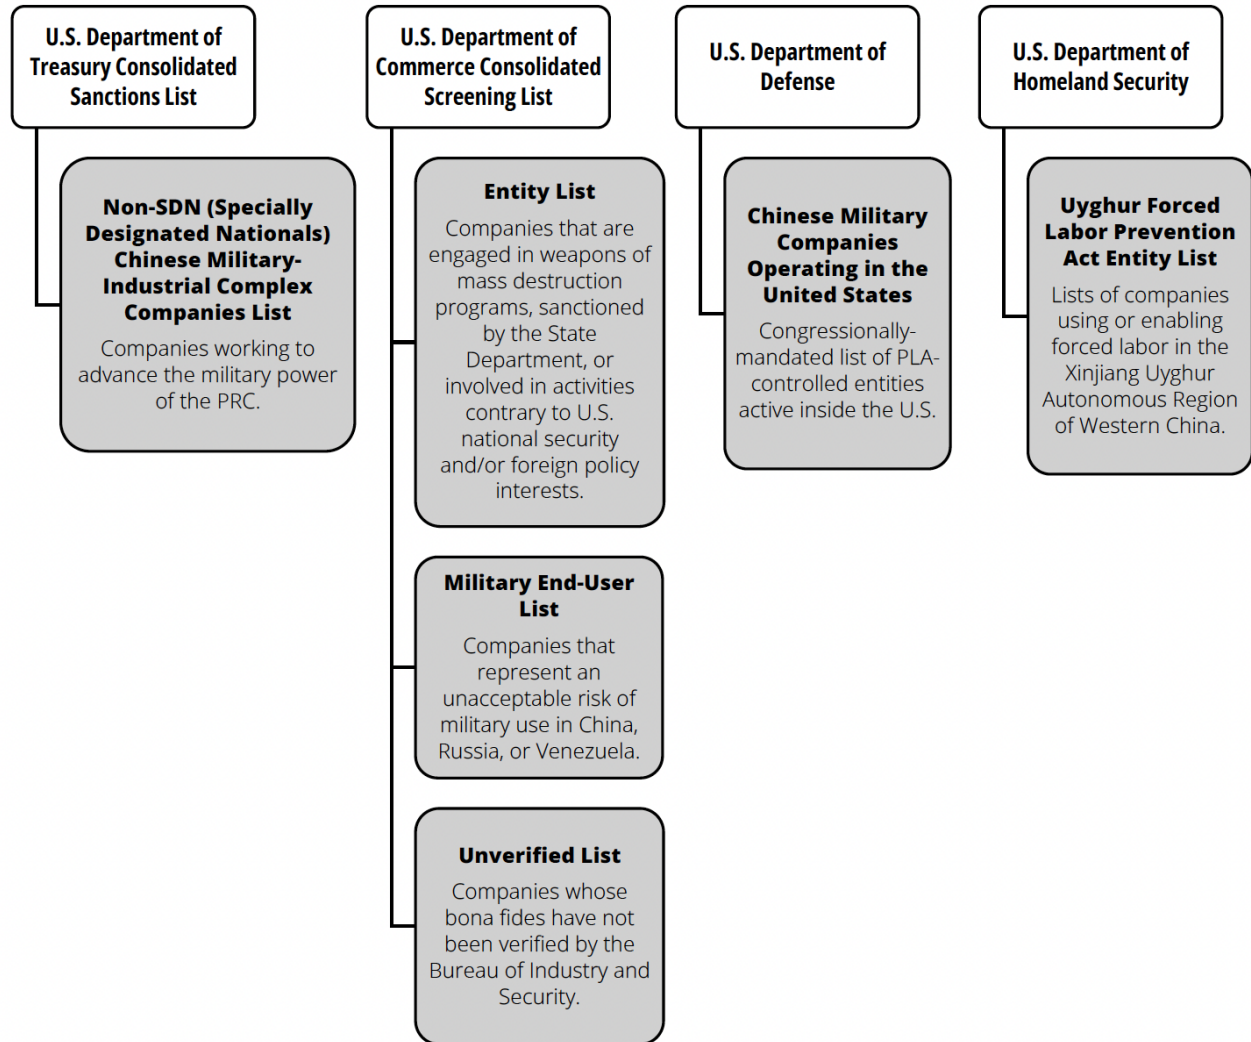 U.S. Department of
Treasury Consolidated
Sanctions List
Non-SDN (Specially
Designated Nationals)
Chinese Military-
Industrial Complex
Companies List
Companies working to
advance the military power
of the PRC.
U.S. Department of
Commerce Consolidated
Screening List
Entity List
Companies that are
engaged in weapons of
mass destruction
programs, sanctioned
by the State
Department, or
involved in activities
contrary to U.S.
national security
and/or foreign policy
interests.
Military End-User
List
Companies that
represent an
unacceptable risk of
military use in China,
Russia, or Venezuela.
Unverified List
Companies whose
bona fides have not
been verified by the
Bureau of Industry and
Security.
U.S. Department of
Defense
Chinese Military
Companies
Operating in the
United States
Congressionally-
mandated list of PLA-
controlled entities
active inside the U.S.
U.S. Department of
Homeland Security
Uyghur Forced
Labor Prevention
Act Entity List
Lists of companies
using or enabling
forced labor in the
Xinjiang Uyghur
Autonomous Region
of Western China.